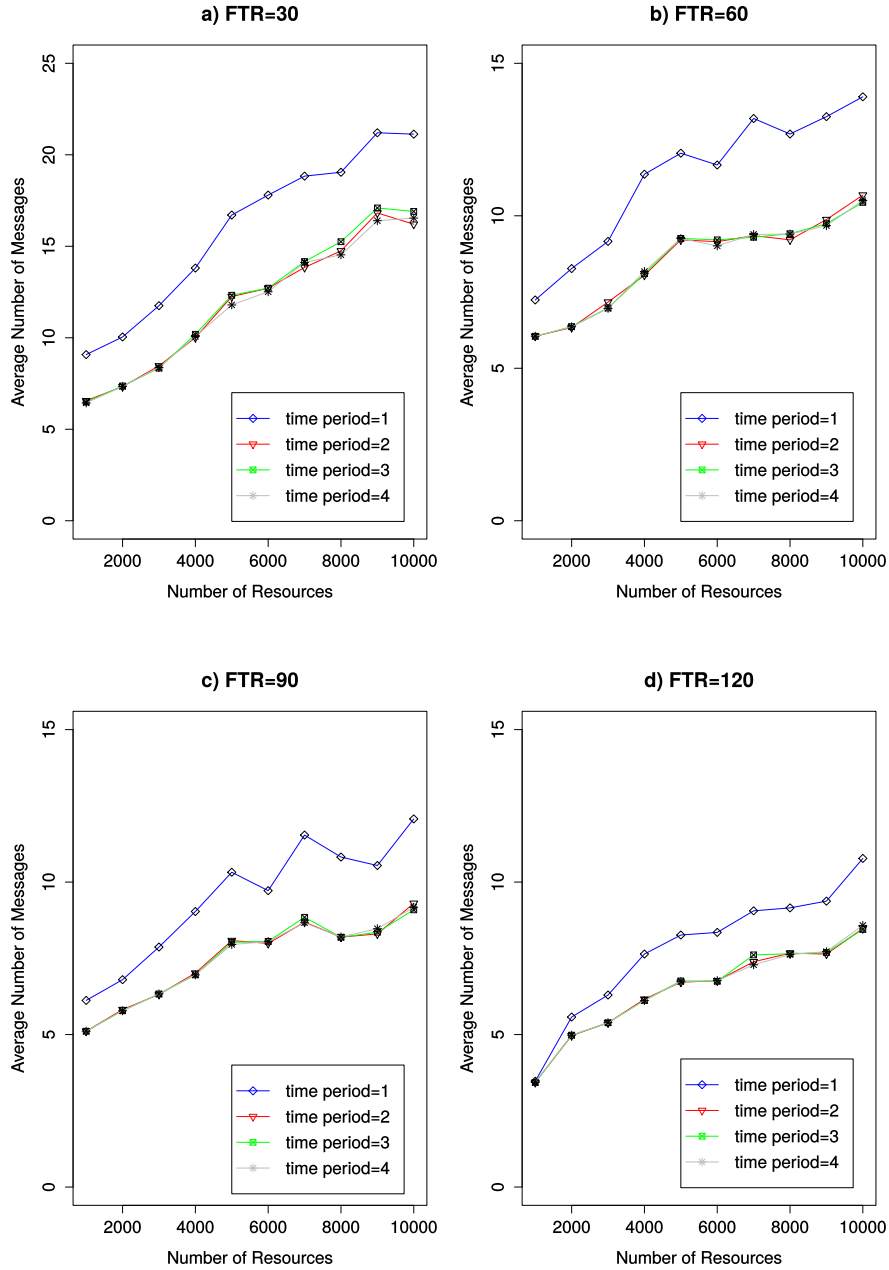 a) FTR=30
Average Number of Messages
25
20
15
10
5
0
time period=1
time period=2
time period=3
time period=4
2000 4000 6000 8000 10000
Number of Resources
b) FTR=60
Average Number of Messages
15
10
5
0
time period=1
time period=2
time period=3
time period=4
2000 4000 6000 8000 10000
Number of Resources
c) FTR=90
Average Number of Messages
15
10
5
0
time period=1
time period=2
time period=3
time period=4
2000 4000 6000 8000 10000
Number of Resources
d) FTR=120
Average Number of Messages
15
10
5
0
time period=1
time period=2
time period=3
time period=4
2000 4000 6000 8000 10000
Number of Resources